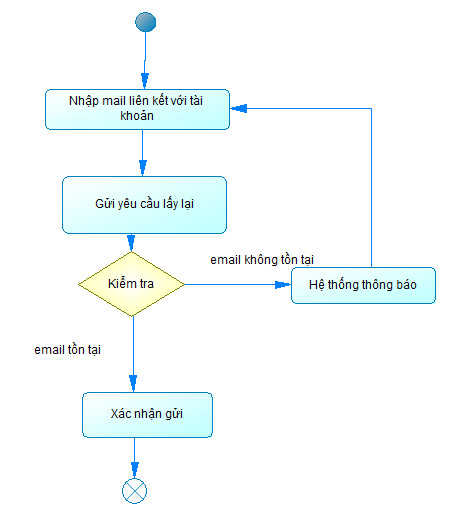 Nhập mail liên kết với tài
khoản
Gửi yêu cầu lấy lại
email không tồn tại
Kiểm tra
Hệ thống thông báo
email tồn tại
Xác nhận gửi